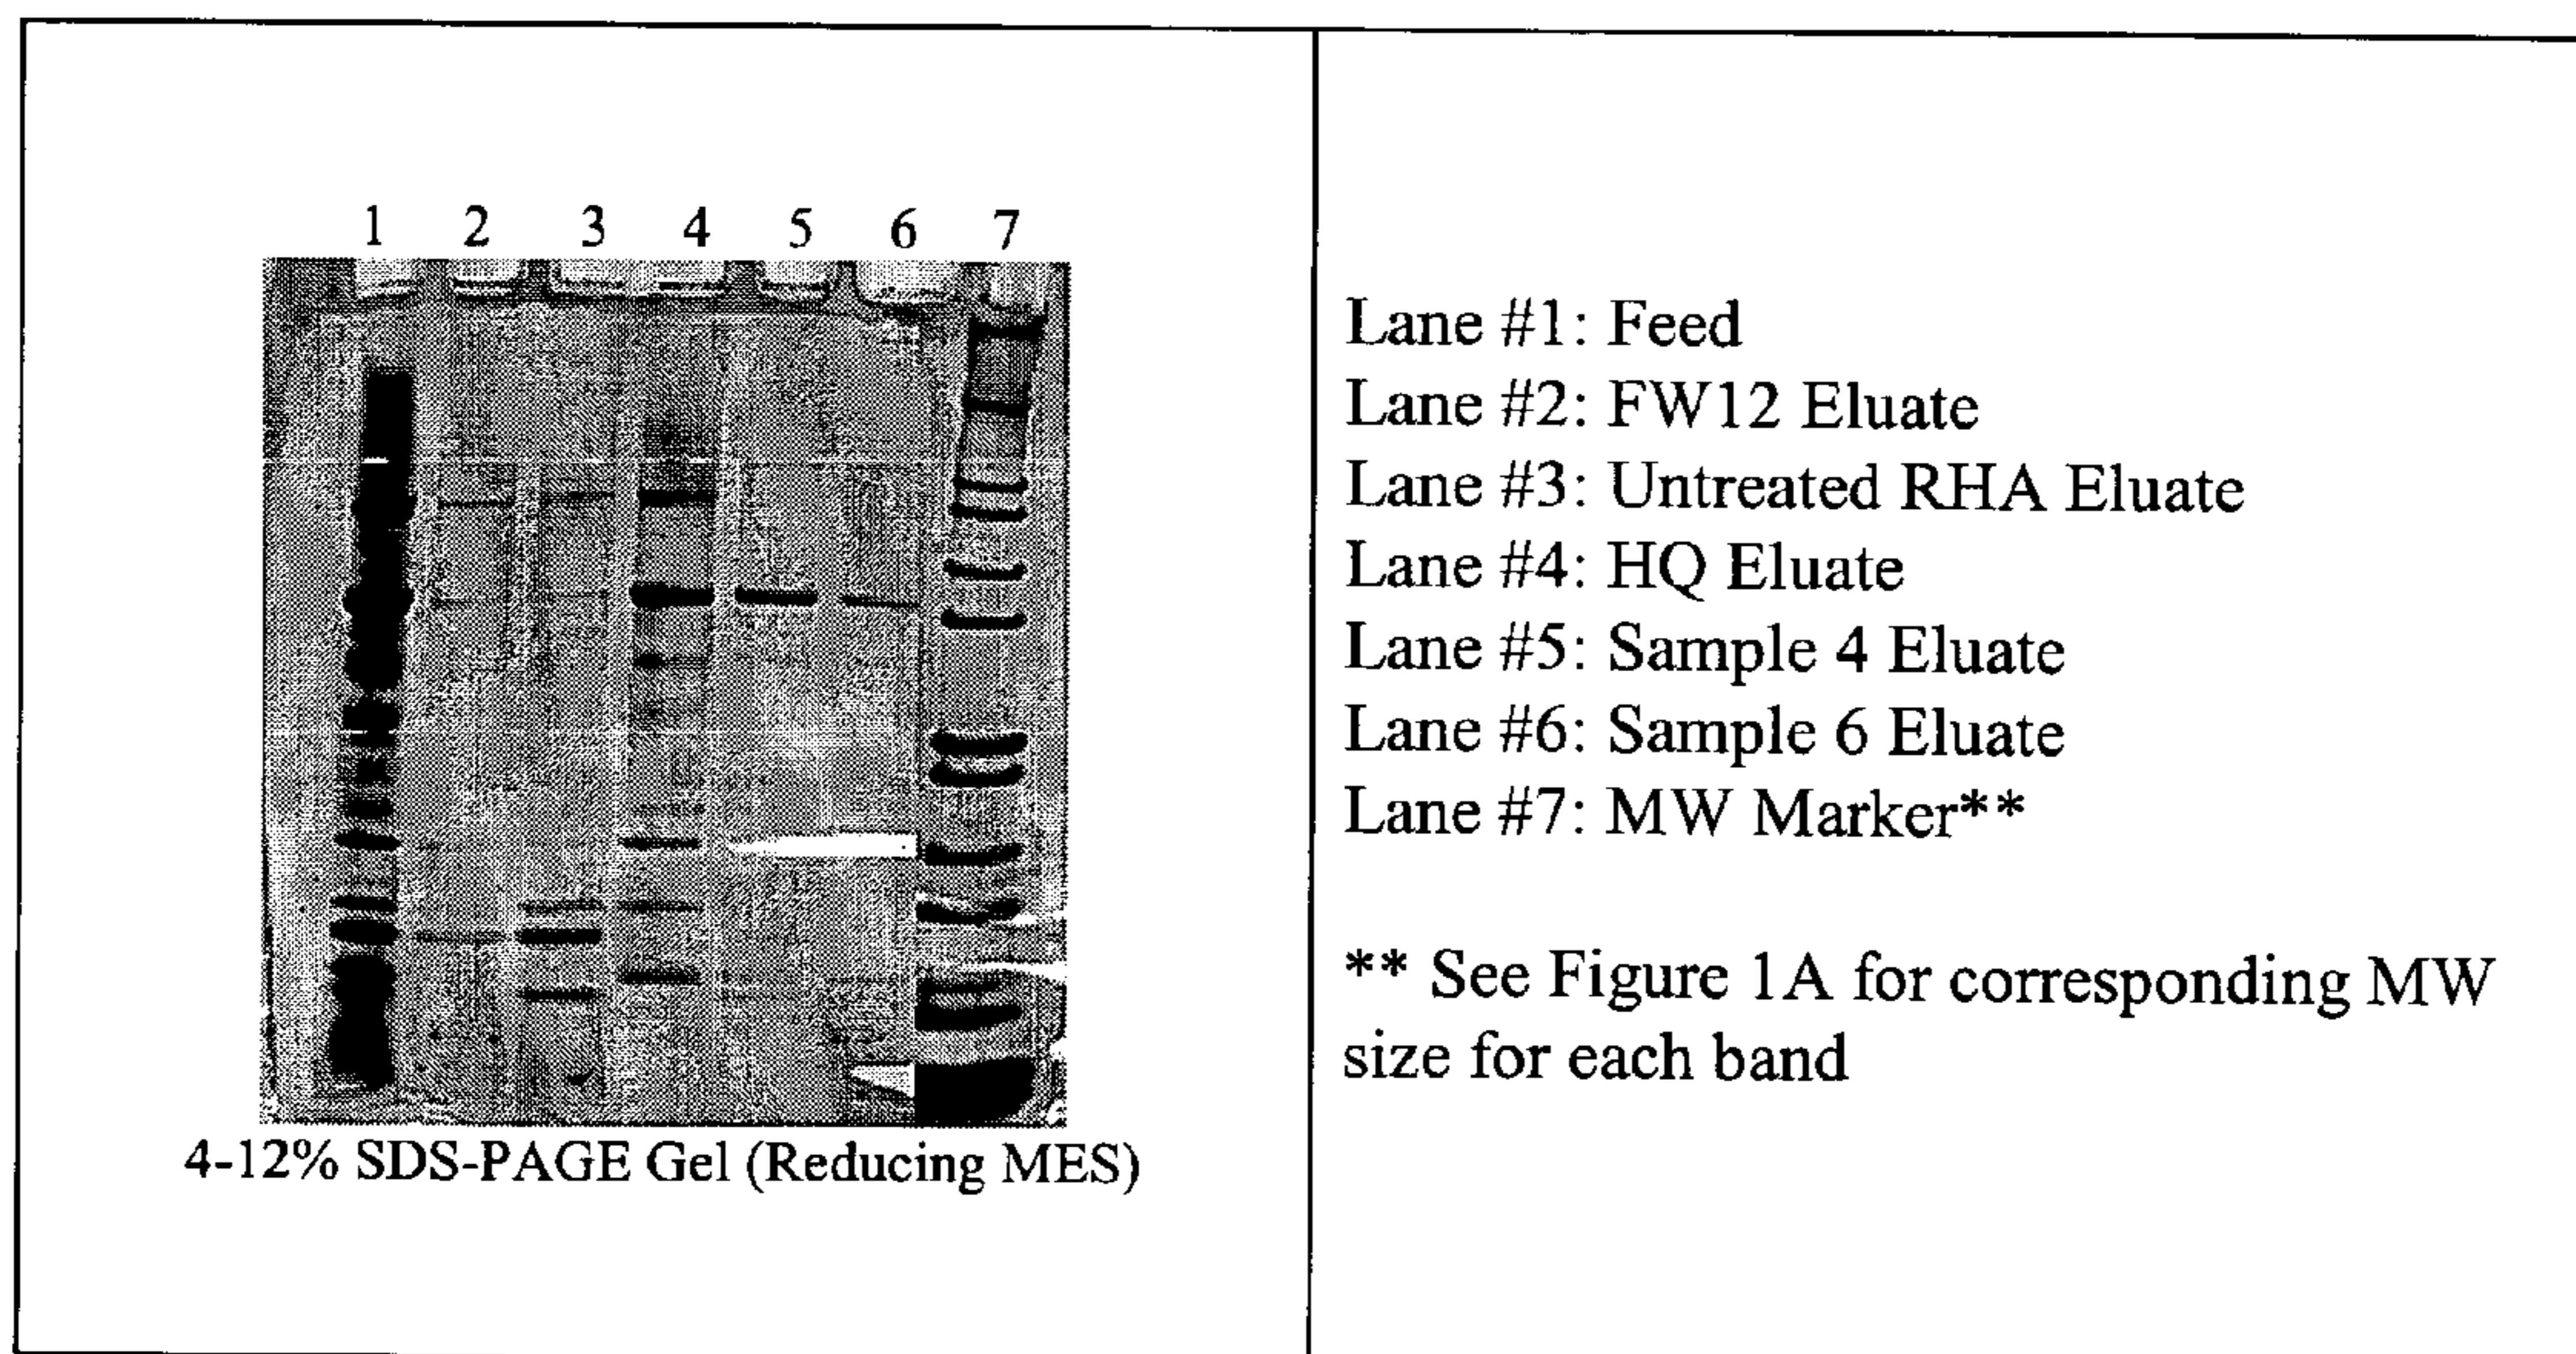 1 2 3 4 5 6 7
4-12% SDS-PAGE Gel (Reducing MES)
Lane #1: Feed
Lane #2: FW12 Eluate
Lane #3: Untreated RHA Eluate
Lane #4: HQ Eluate
Lane #5: Sample 4 Eluate
Lane #6: Sample 6 Eluate
Lane #7: MW Marker**
** See Figure 1A for corresponding MW
size for each band